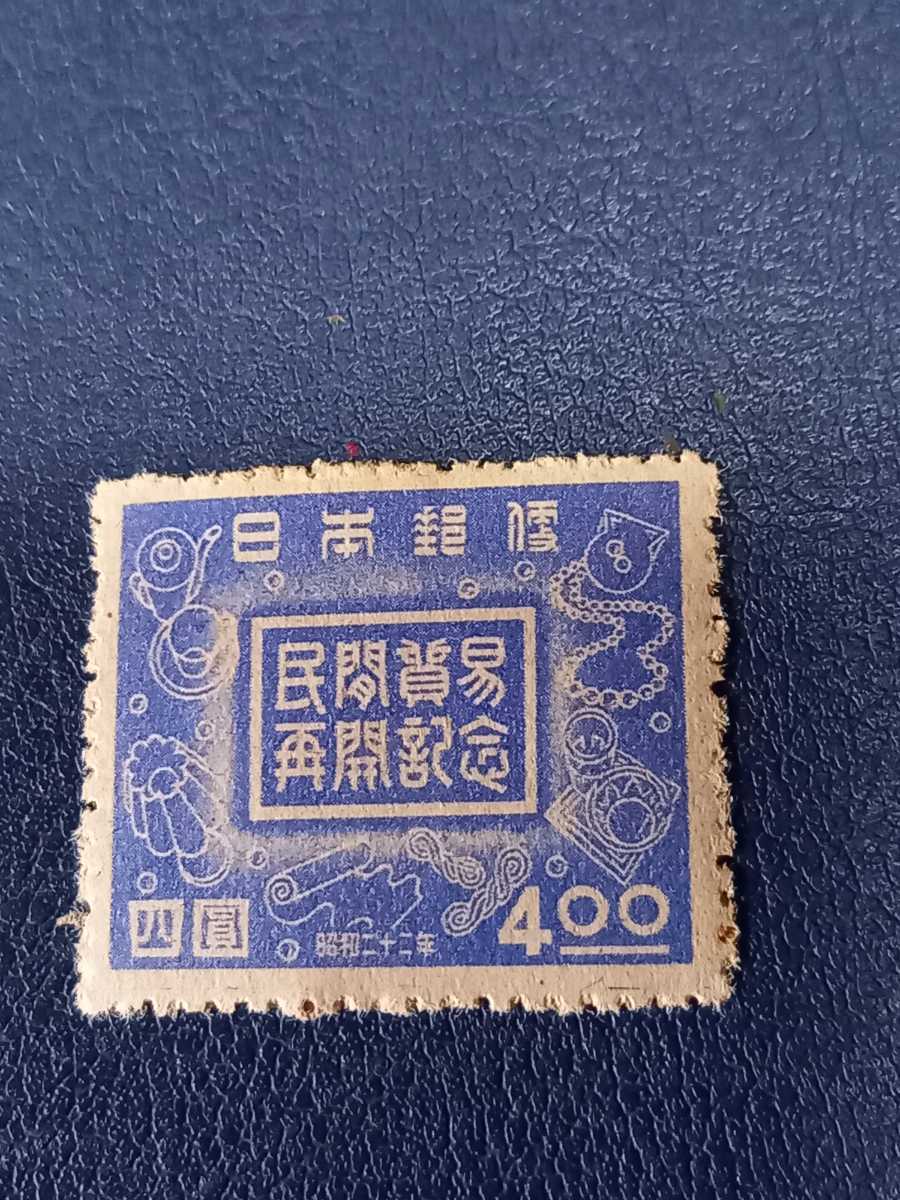 日本郵便
民間貿易
再開記念
四圓
昭和二十二年
4.00